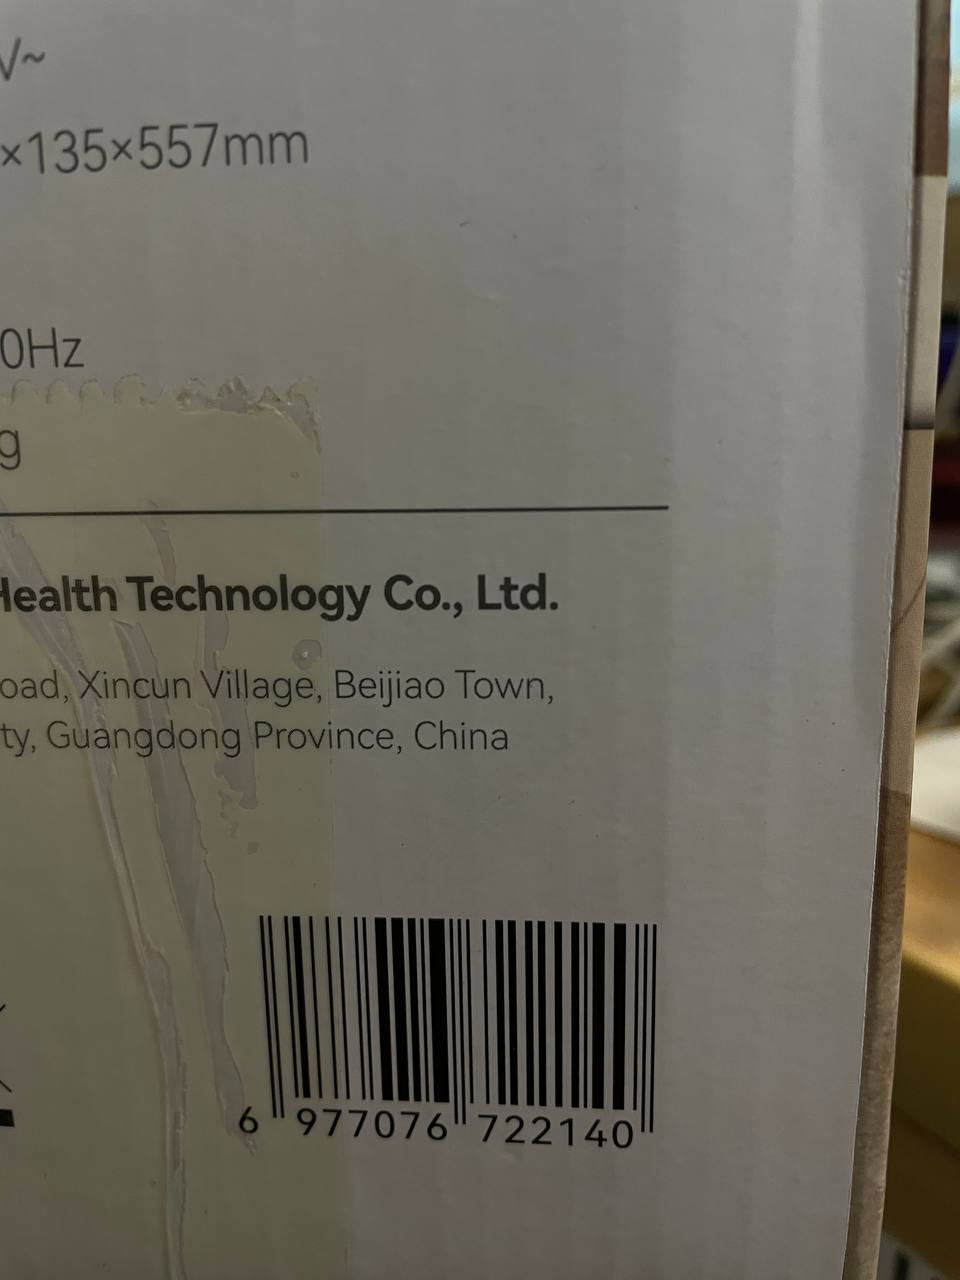 V~
×135×557mm
0Hz
g
Health Technology Co., Ltd.
oad, Xincun Village, Beijiao Town,
ty, Guangdong Province, China
6 977076 722140